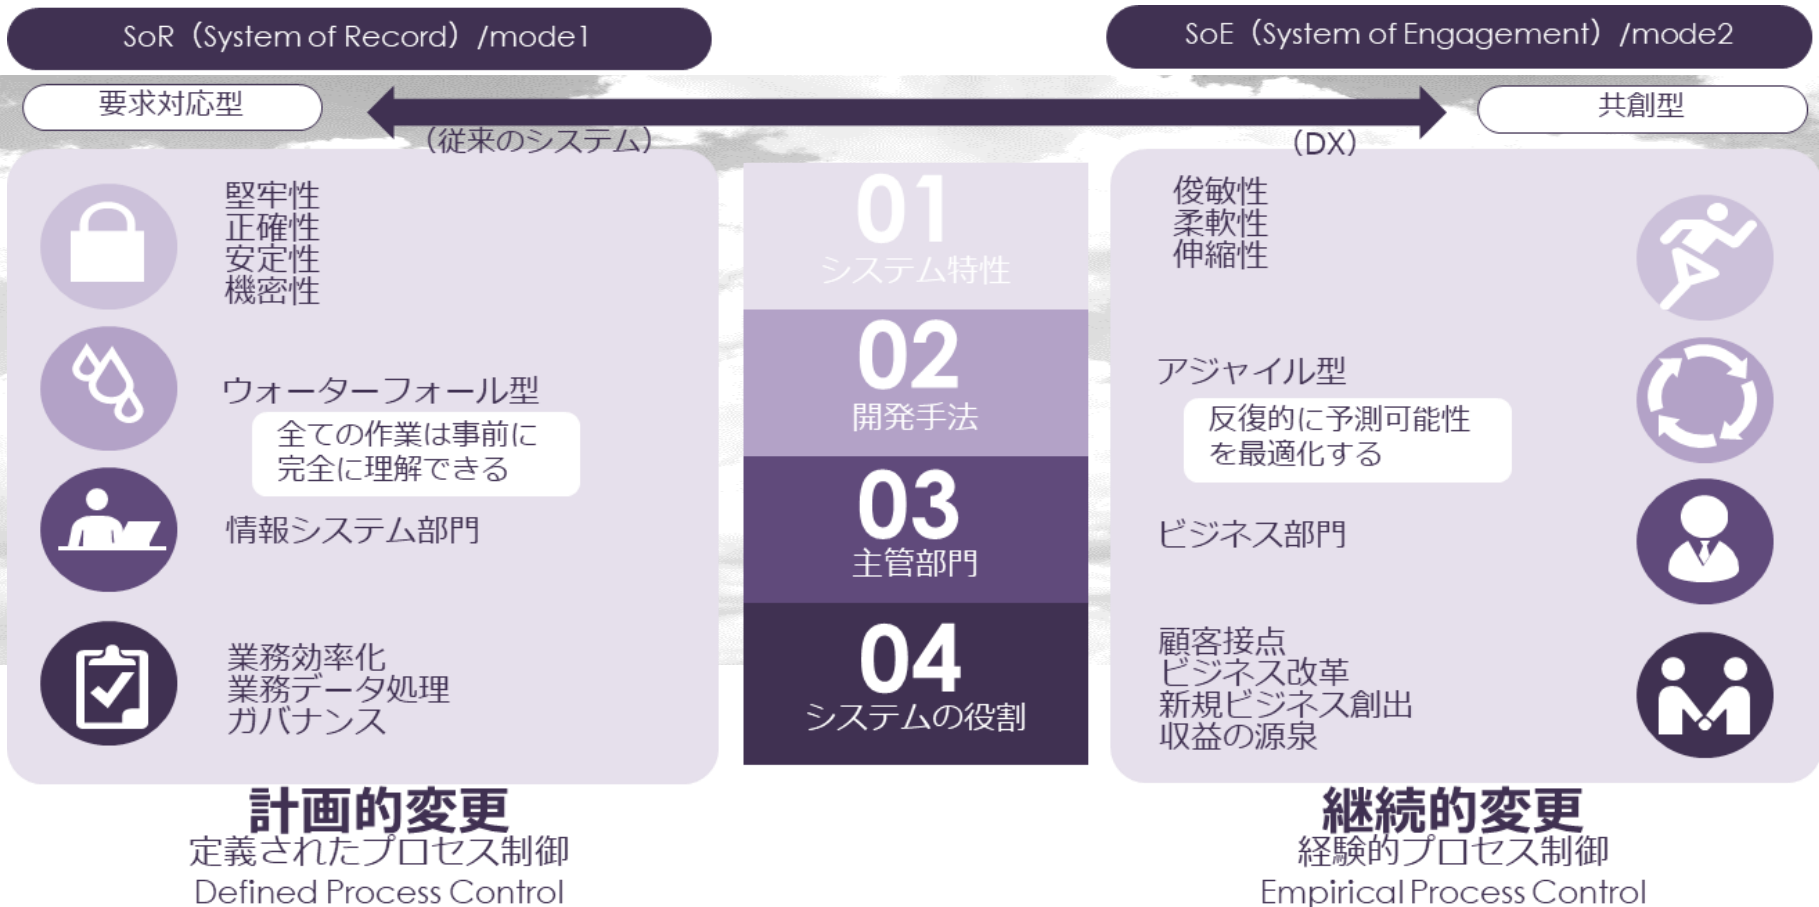 SoR（System of Record）/mode1
SoE（System of Engagement）/mode2
要求対応型
共創型
（従来のシステム）
（DX）
堅牢性
正確性
安定性
機密性
01
システム特性
俊敏性
柔軟性
伸縮性
ウォーターフォール型
全ての作業は事前に
完全に理解できる
02
開発手法
アジャイル型
反復的に予測可能性
を最適化する
情報システム部門
03
主管部門
ビジネス部門
業務効率化
業務データ処理
ガバナンス
04
システムの役割
顧客接点
ビジネス改革
新規ビジネス創出
収益の源泉
計画的変更
定義されたプロセス制御
Defined Process Control
継続的変更
経験的プロセス制御
Empirical Process Control